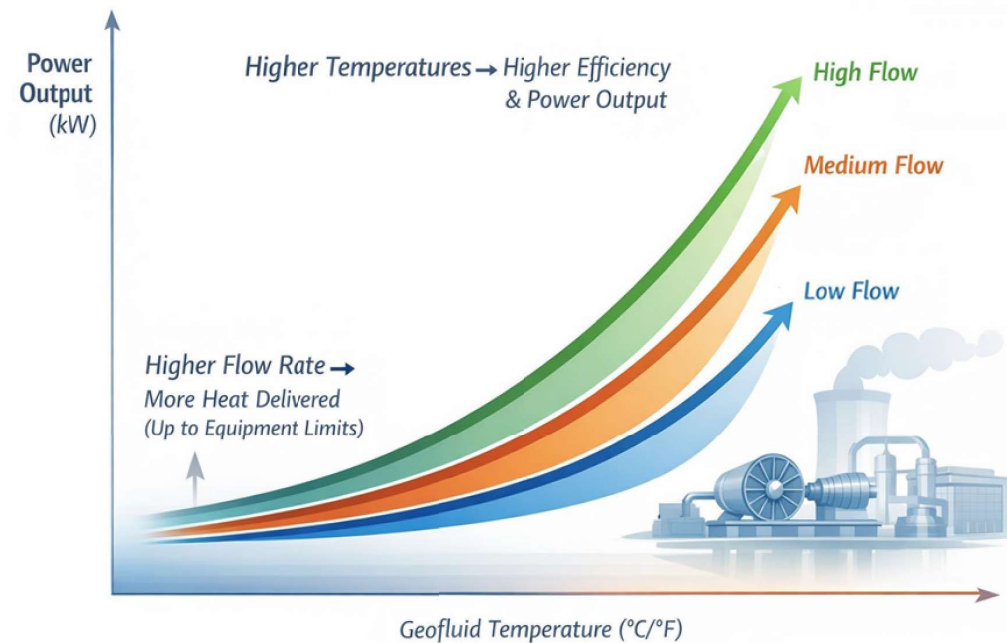 Power
Output
(kW)
Higher Temperatures → Higher Efficiency
& Power Output
High Flow
Medium Flow
Low Flow
Higher Flow Rate →
More Heat Delivered
(Up to Equipment Limits)
Geofluid Temperature (°C/°F)